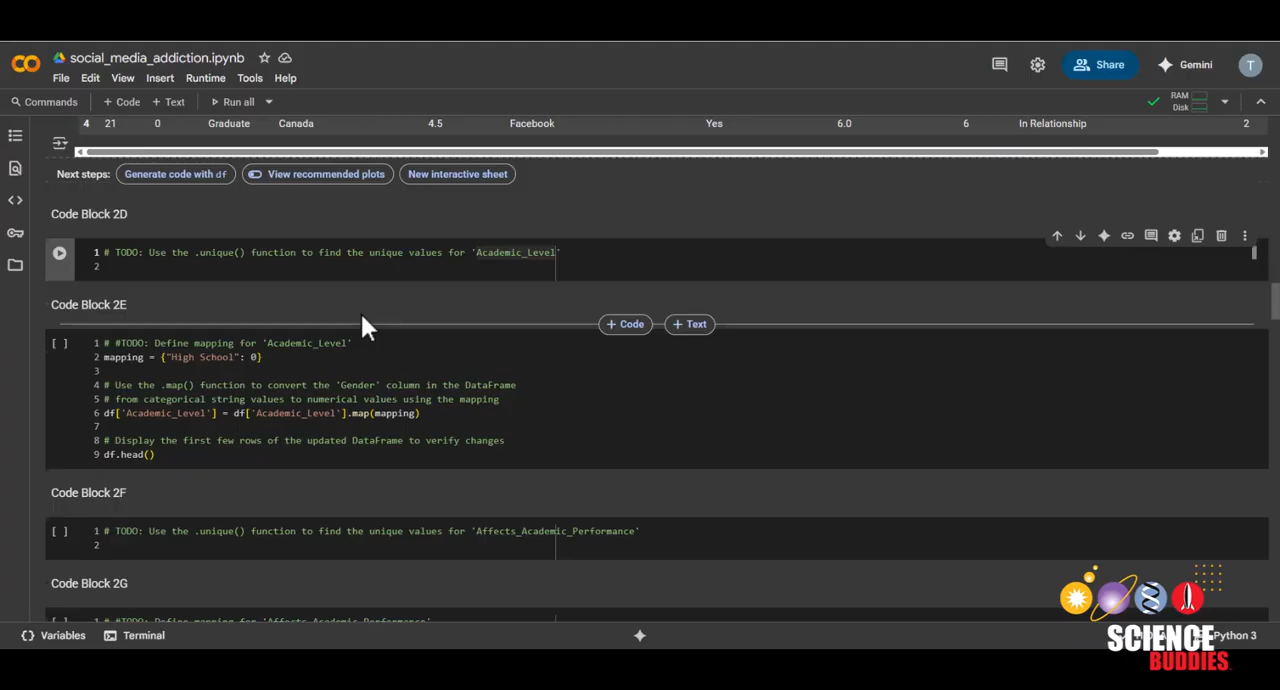 social_media_addiction.ipynb
Share
Gemini
T
File Edit View Insert Runtime Tools Help
Commands + Code + Text Run all
RAM
Disk
4 21 0 Graduate Canada 4.5 Facebook Yes 6.0 6 In Relationship 2
Next steps: Generate code with df View recommended plots New interactive sheet
Code Block 2D
1 # TODO: Use the .unique() function to find the unique values for 'Academic_Level'
2
Code Block 2E
+ Code + Text
[ ] 1 # #TODO: Define mapping for 'Academic_Level'
2 mapping = {"High School": 0}
3
4 # Use the .map() function to convert the 'Gender' column in the DataFrame
5 # from categorical string values to numerical values using the mapping
6 df['Academic_Level'] = df['Academic_Level'].map(mapping)
7
8 # Display the first few rows of the updated DataFrame to verify changes
9 df.head()
Code Block 2F
[ ] 1 # TODO: Use the .unique() function to find the unique values for 'Affects_Academic_Performance'
2
Code Block 2G
1 # #TODO: Define mapping for 'Affects_Academic_Performance'
Variables Terminal
Python 3
SCIENCE
BUDDIES